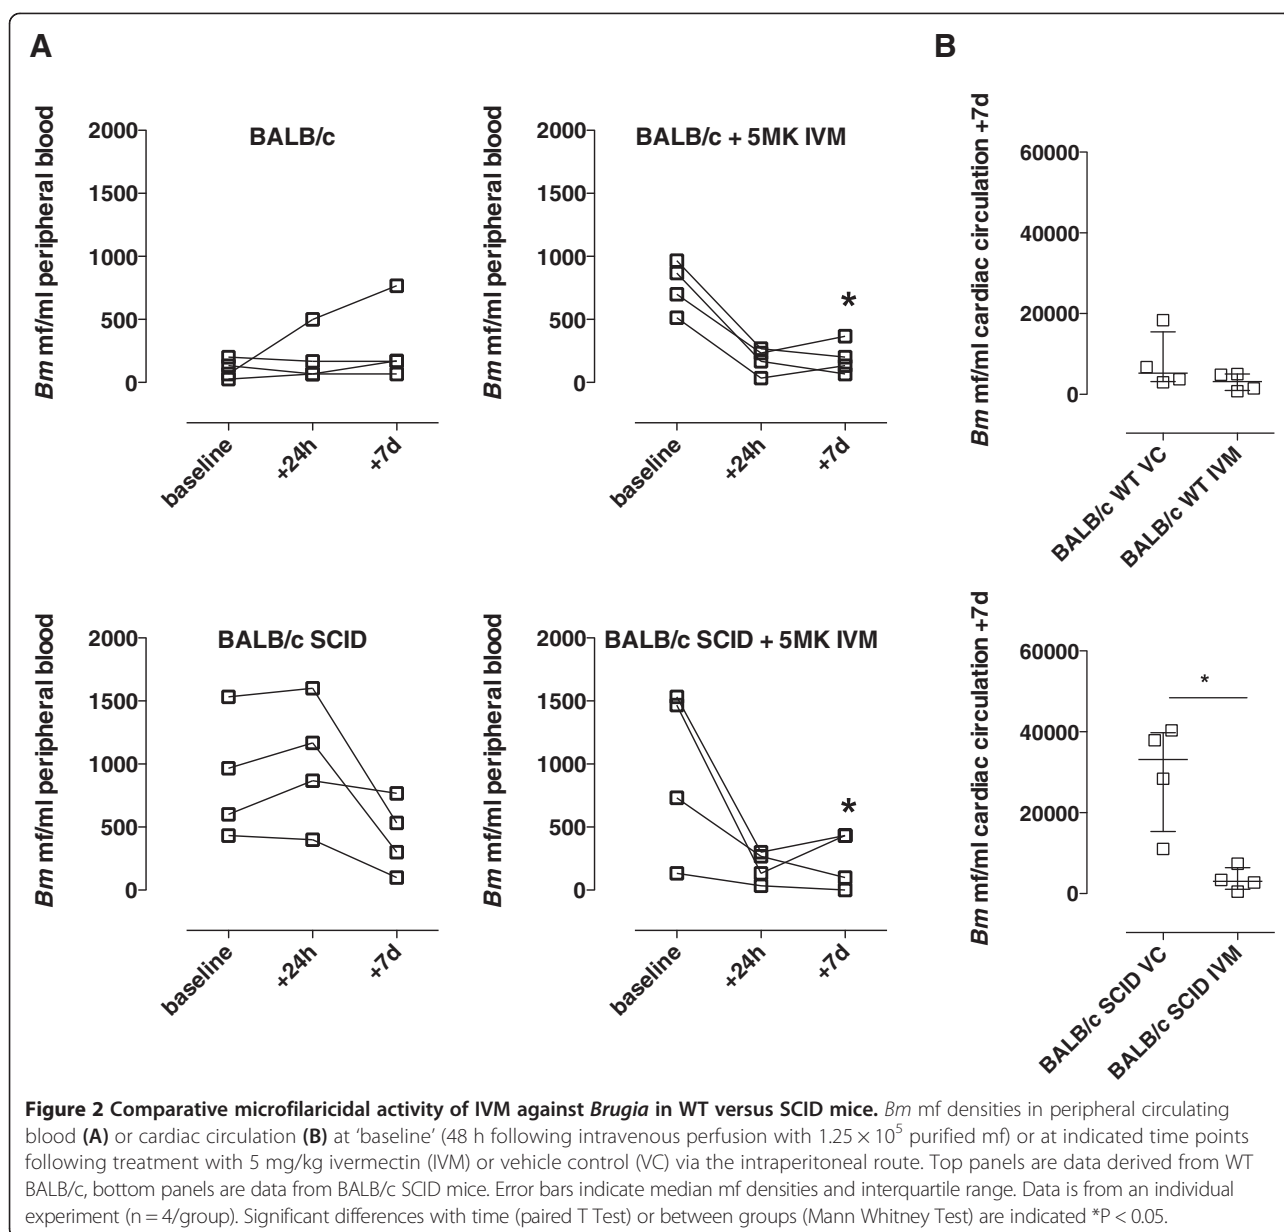 A
B
Bm mf/ml peripheral blood
2000
1500
1000
500
0
BALB/c
baseline
+24h
+7d
Bm mf/ml peripheral blood
2000
1500
1000
500
0
BALB/c + 5MK IVM
*
baseline
+24h
+7d
Bm mf/ml cardiac circulation +7d
60000
40000
20000
0
BALB/c WT VC
BALB/c WT IVM
Bm mf/ml peripheral blood
2000
1500
1000
500
0
BALB/c SCID
baseline
+24h
+7d
Bm mf/ml peripheral blood
2000
1500
1000
500
0
BALB/c SCID + 5MK IVM
*
baseline
+24h
+7d
Bm mf/ml cardiac circulation +7d
60000
40000
20000
0
*
BALB/c SCID VC
BALB/c SCID IVM
Figure 2 Comparative microfilaricidal activity of IVM against Brugia in WT versus SCID mice. Bm mf densities in peripheral circulating
blood (A) or cardiac circulation (B) at ‘baseline’ (48 h following intravenous perfusion with 1.25 × 10⁵ purified mf) or at indicated time points
following treatment with 5 mg/kg ivermectin (IVM) or vehicle control (VC) via the intraperitoneal route. Top panels are data derived from WT
BALB/c, bottom panels are data from BALB/c SCID mice. Error bars indicate median mf densities and interquartile range. Data is from an individual
experiment (n = 4/group). Significant differences with time (paired T Test) or between groups (Mann Whitney Test) are indicated *P < 0.05.